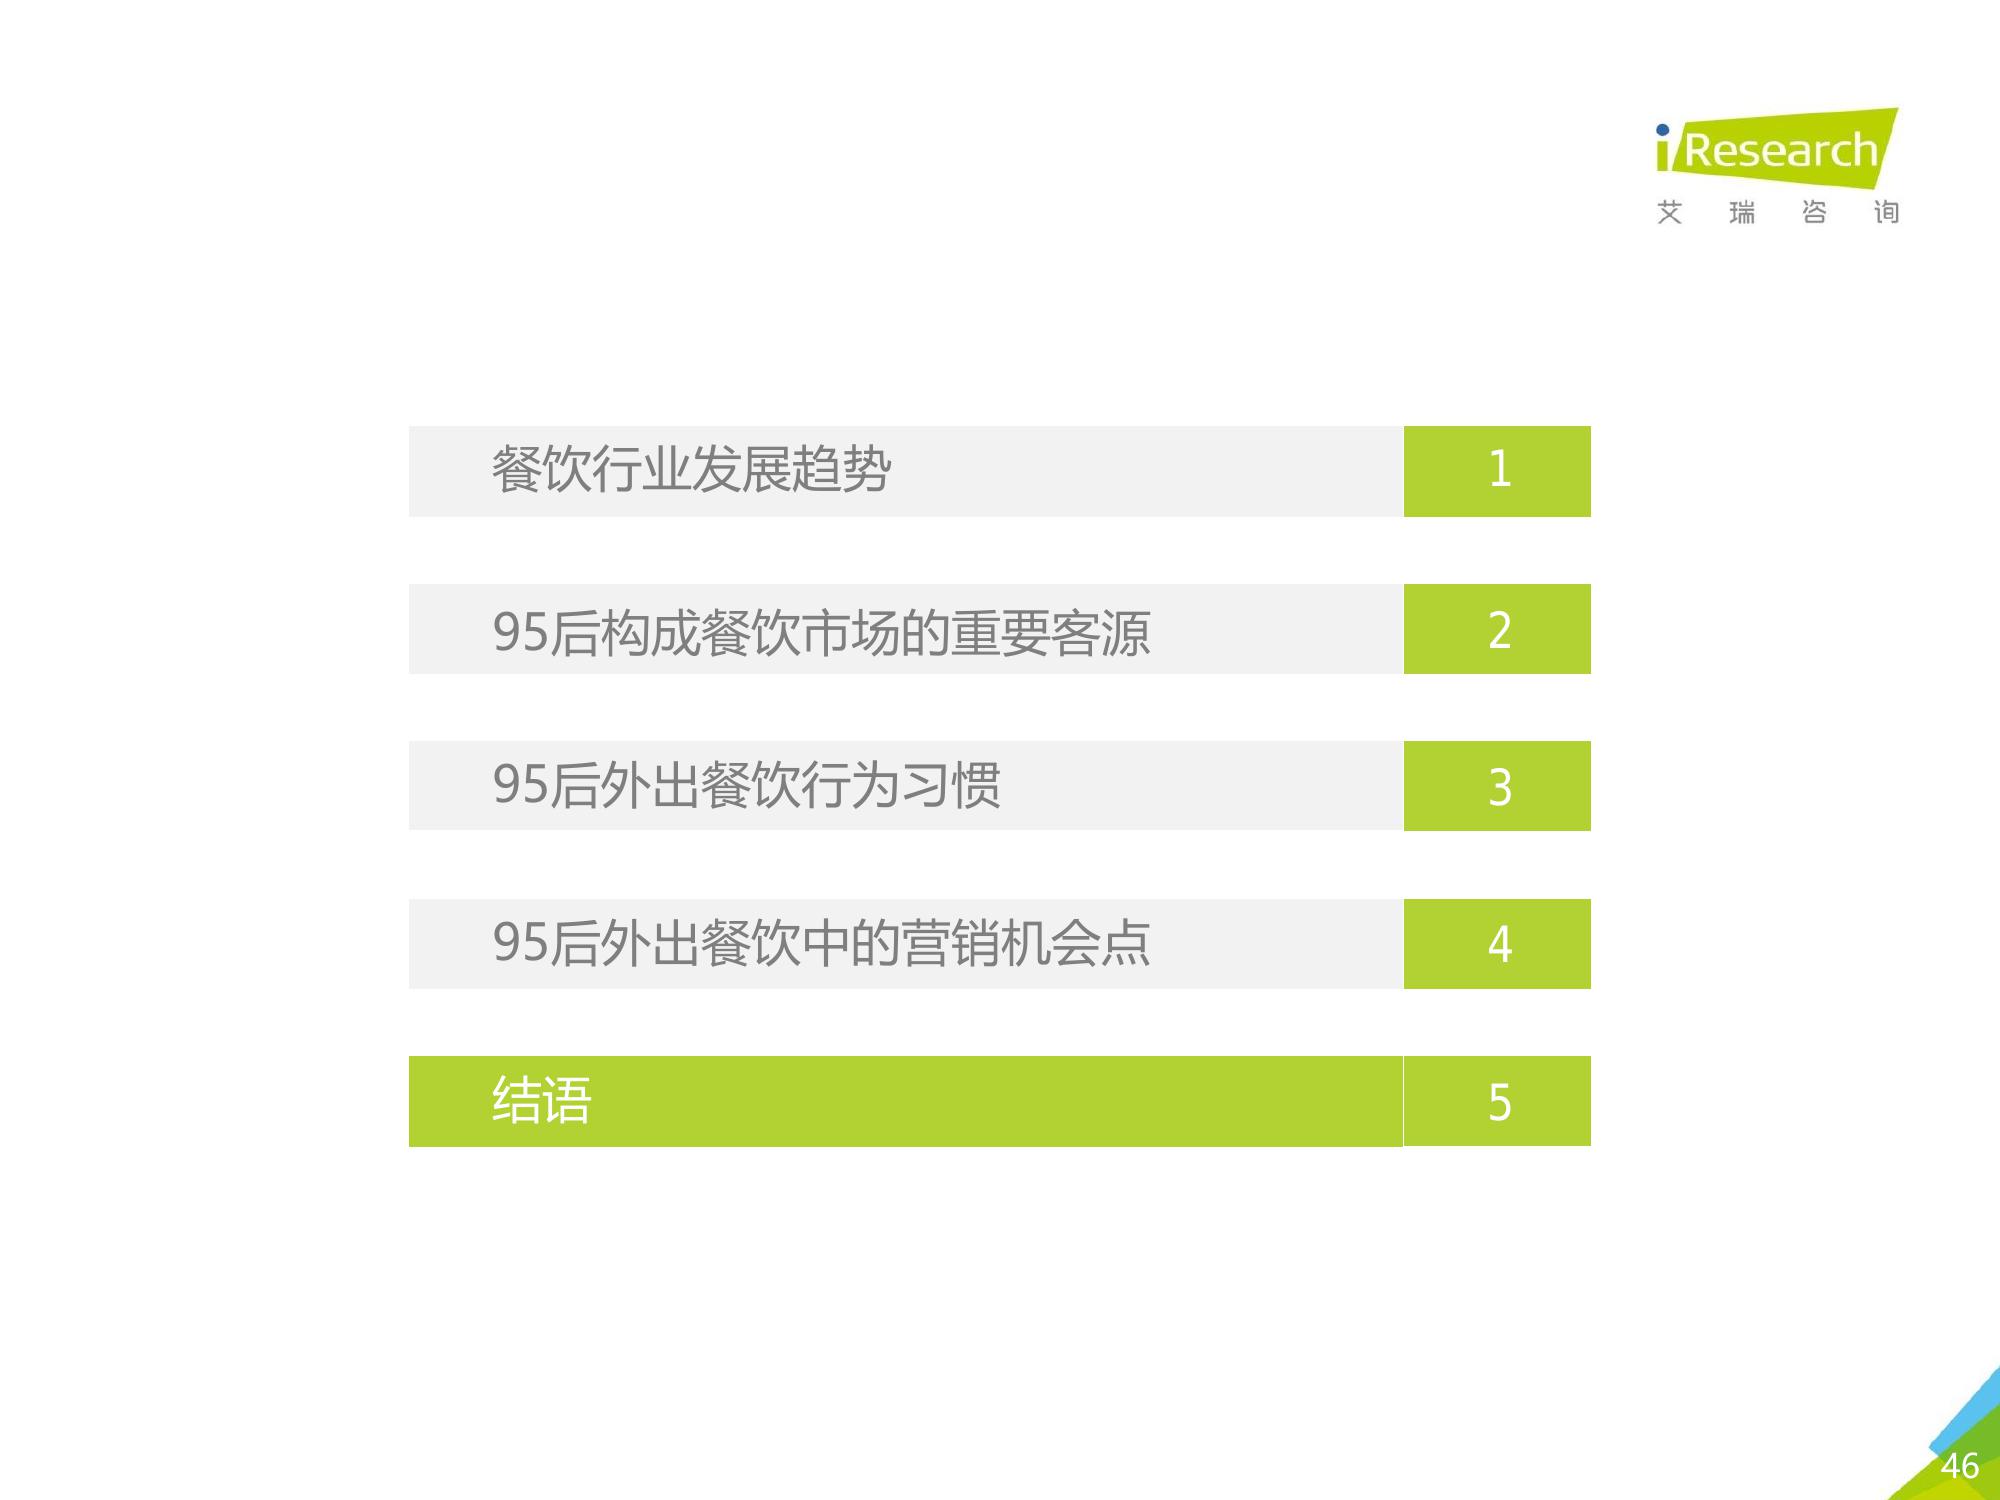 iResearch
艾瑞咨询
餐饮行业发展趋势 1
95后构成餐饮市场的重要客源 2
95后外出餐饮行为习惯 3
95后外出餐饮中的营销机会点 4
结语 5
46